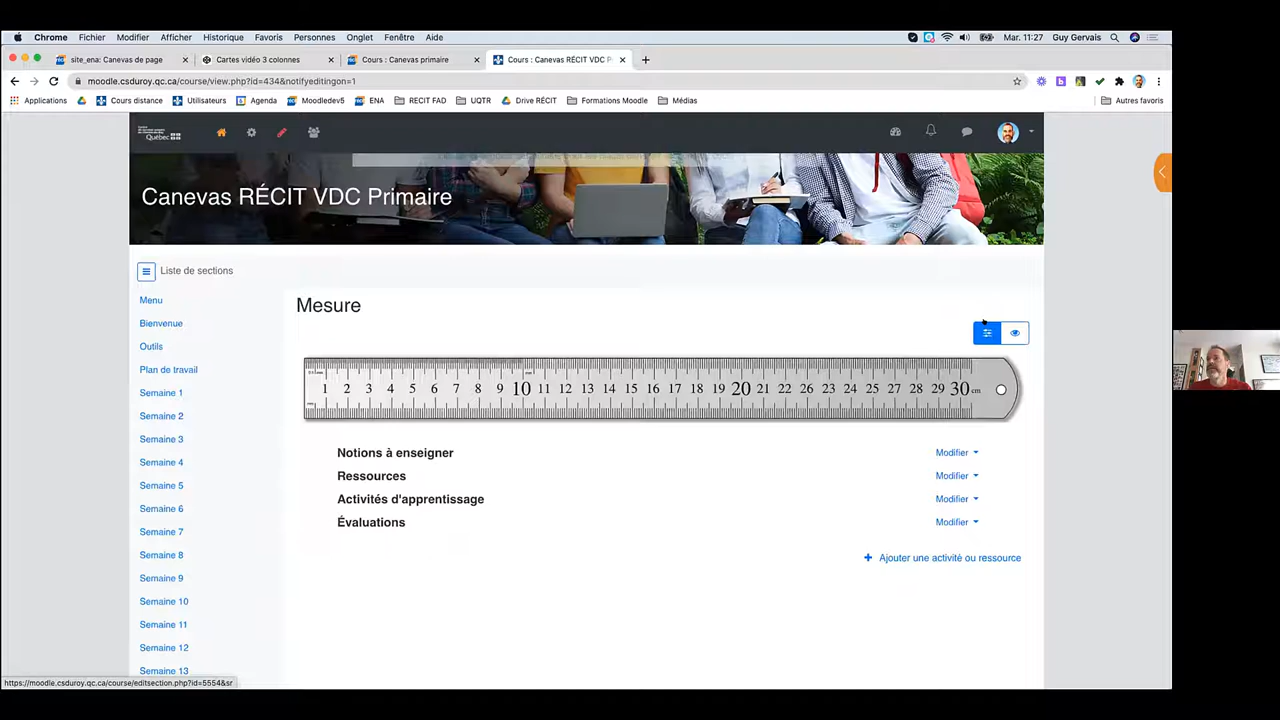 Chrome Fichier Modifier Afficher Historique Favoris Personnes Onglet Fenêtre Aide Mar. 11:27 Guy Gervais
site_ena: Canevas de page Cartes vidéo 3 colonnes Cours : Canevas primaire Cours : Canevas RÉCIT VDC P
moodle.csduroy.qc.ca/course/view.php?id=434&notifyeditingon=1
Applications Cours distance Utilisateurs Agenda Moodledev5 ENA RECIT FAD UQTR Drive RÉCIT Formations Moodle Médias Autres favoris
Québec
Canevas RÉCIT VDC Primaire
Liste de sections
Menu
Bienvenue
Outils
Plan de travail
Semaine 1
Semaine 2
Semaine 3
Semaine 4
Semaine 5
Semaine 6
Semaine 7
Semaine 8
Semaine 9
Semaine 10
Semaine 11
Semaine 12
Semaine 13
Mesure
1 2 3 4 5 6 7 8 9 10 11 12 13 14 15 16 17 18 19 20 21 22 26 23 24 25 27 28 29 30 cm
Notions à enseigner Modifier
Ressources Modifier
Activités d'apprentissage Modifier
Évaluations Modifier
+ Ajouter une activité ou ressource
https://moodle.csduroy.qc.ca/course/editsection.php?id=5554&sr